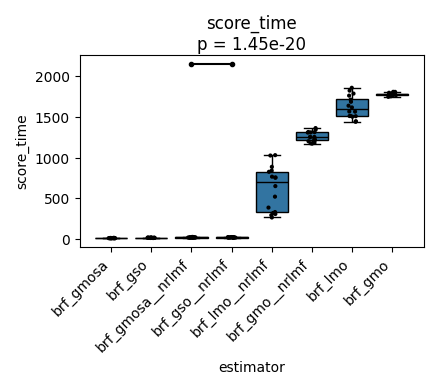 score_time
p = 1.45e-20
score_time
2000
1500
1000
500
0
brf_gmosa
brf_gso
brf_gmosa__nrlmf
brf_gso__nrlmf
brf_lmo__nrlmf
brf_gmo__nrlmf
brf_lmo
brf_gmo
estimator